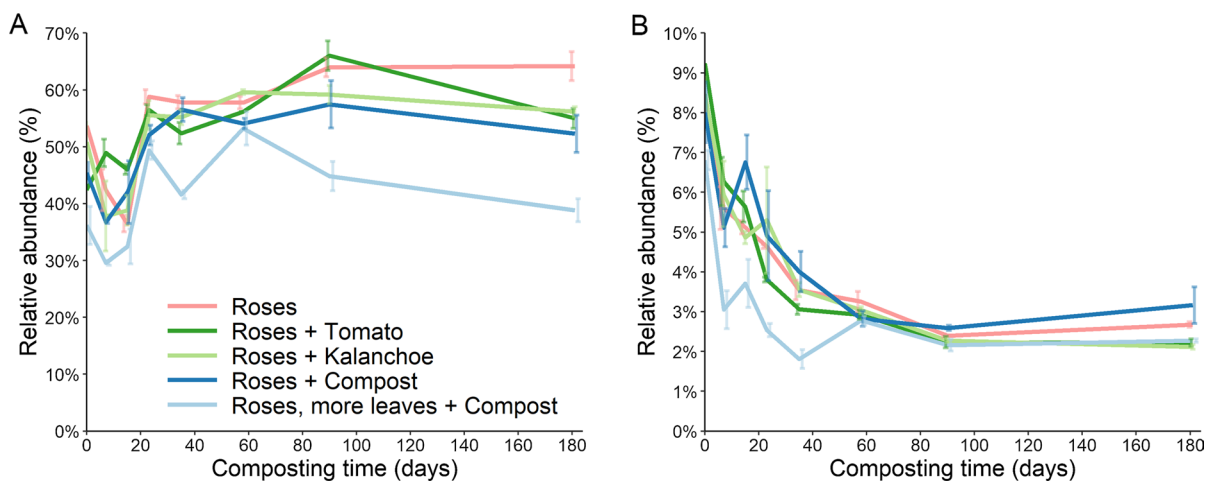 A
Relative abundance (%)
70%
60%
50%
40%
30%
20%
10%
0%
Roses
Roses + Tomato
Roses + Kalanchoe
Roses + Compost
Roses, more leaves + Compost
0 20 40 60 80 100 120 140 160 180
Composting time (days)
B
Relative abundance (%)
10%
9%
8%
7%
6%
5%
4%
3%
2%
1%
0%
0 20 40 60 80 100 120 140 160 180
Composting time (days)